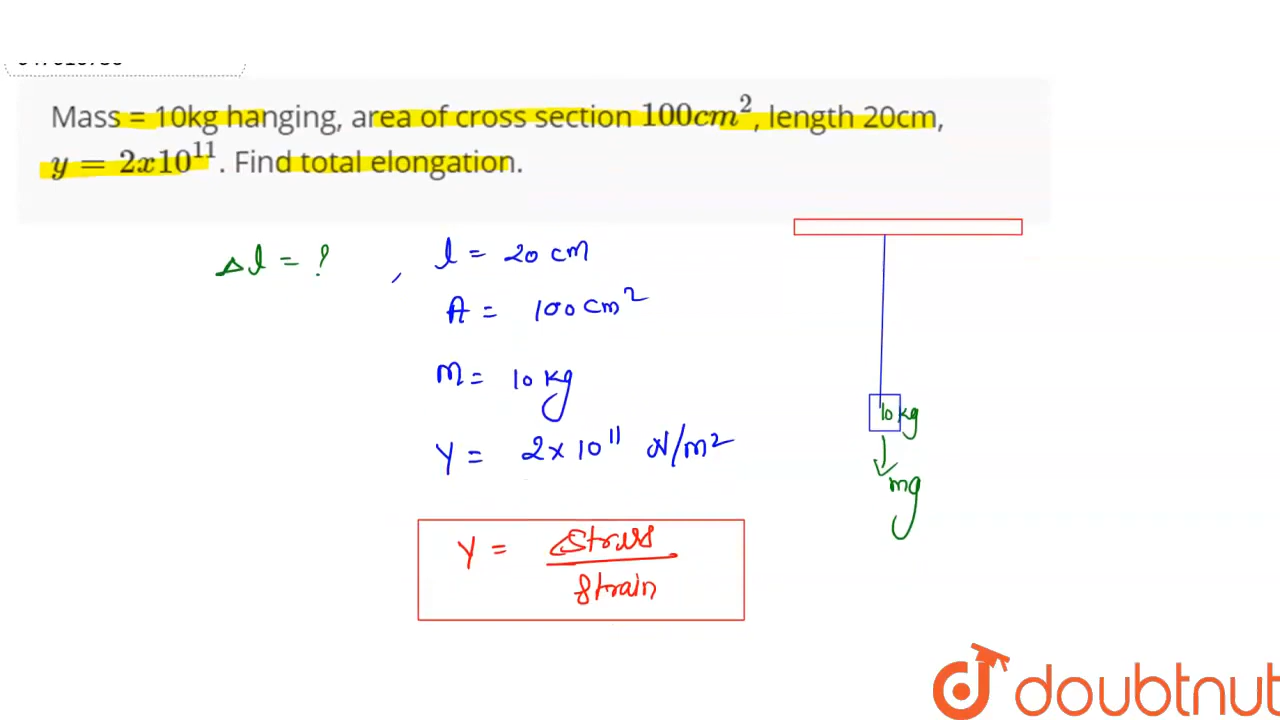 Mass = 10kg hanging, area of cross section 100cm², length 20cm,
y = 2x10¹¹. Find total elongation.
Δl = ? , l = 20 cm
A = 100 cm²
M = 10 kg
Y = 2 × 10¹¹ N/m²
Y = Stress
Strain
10 kg
mg
doubtnut